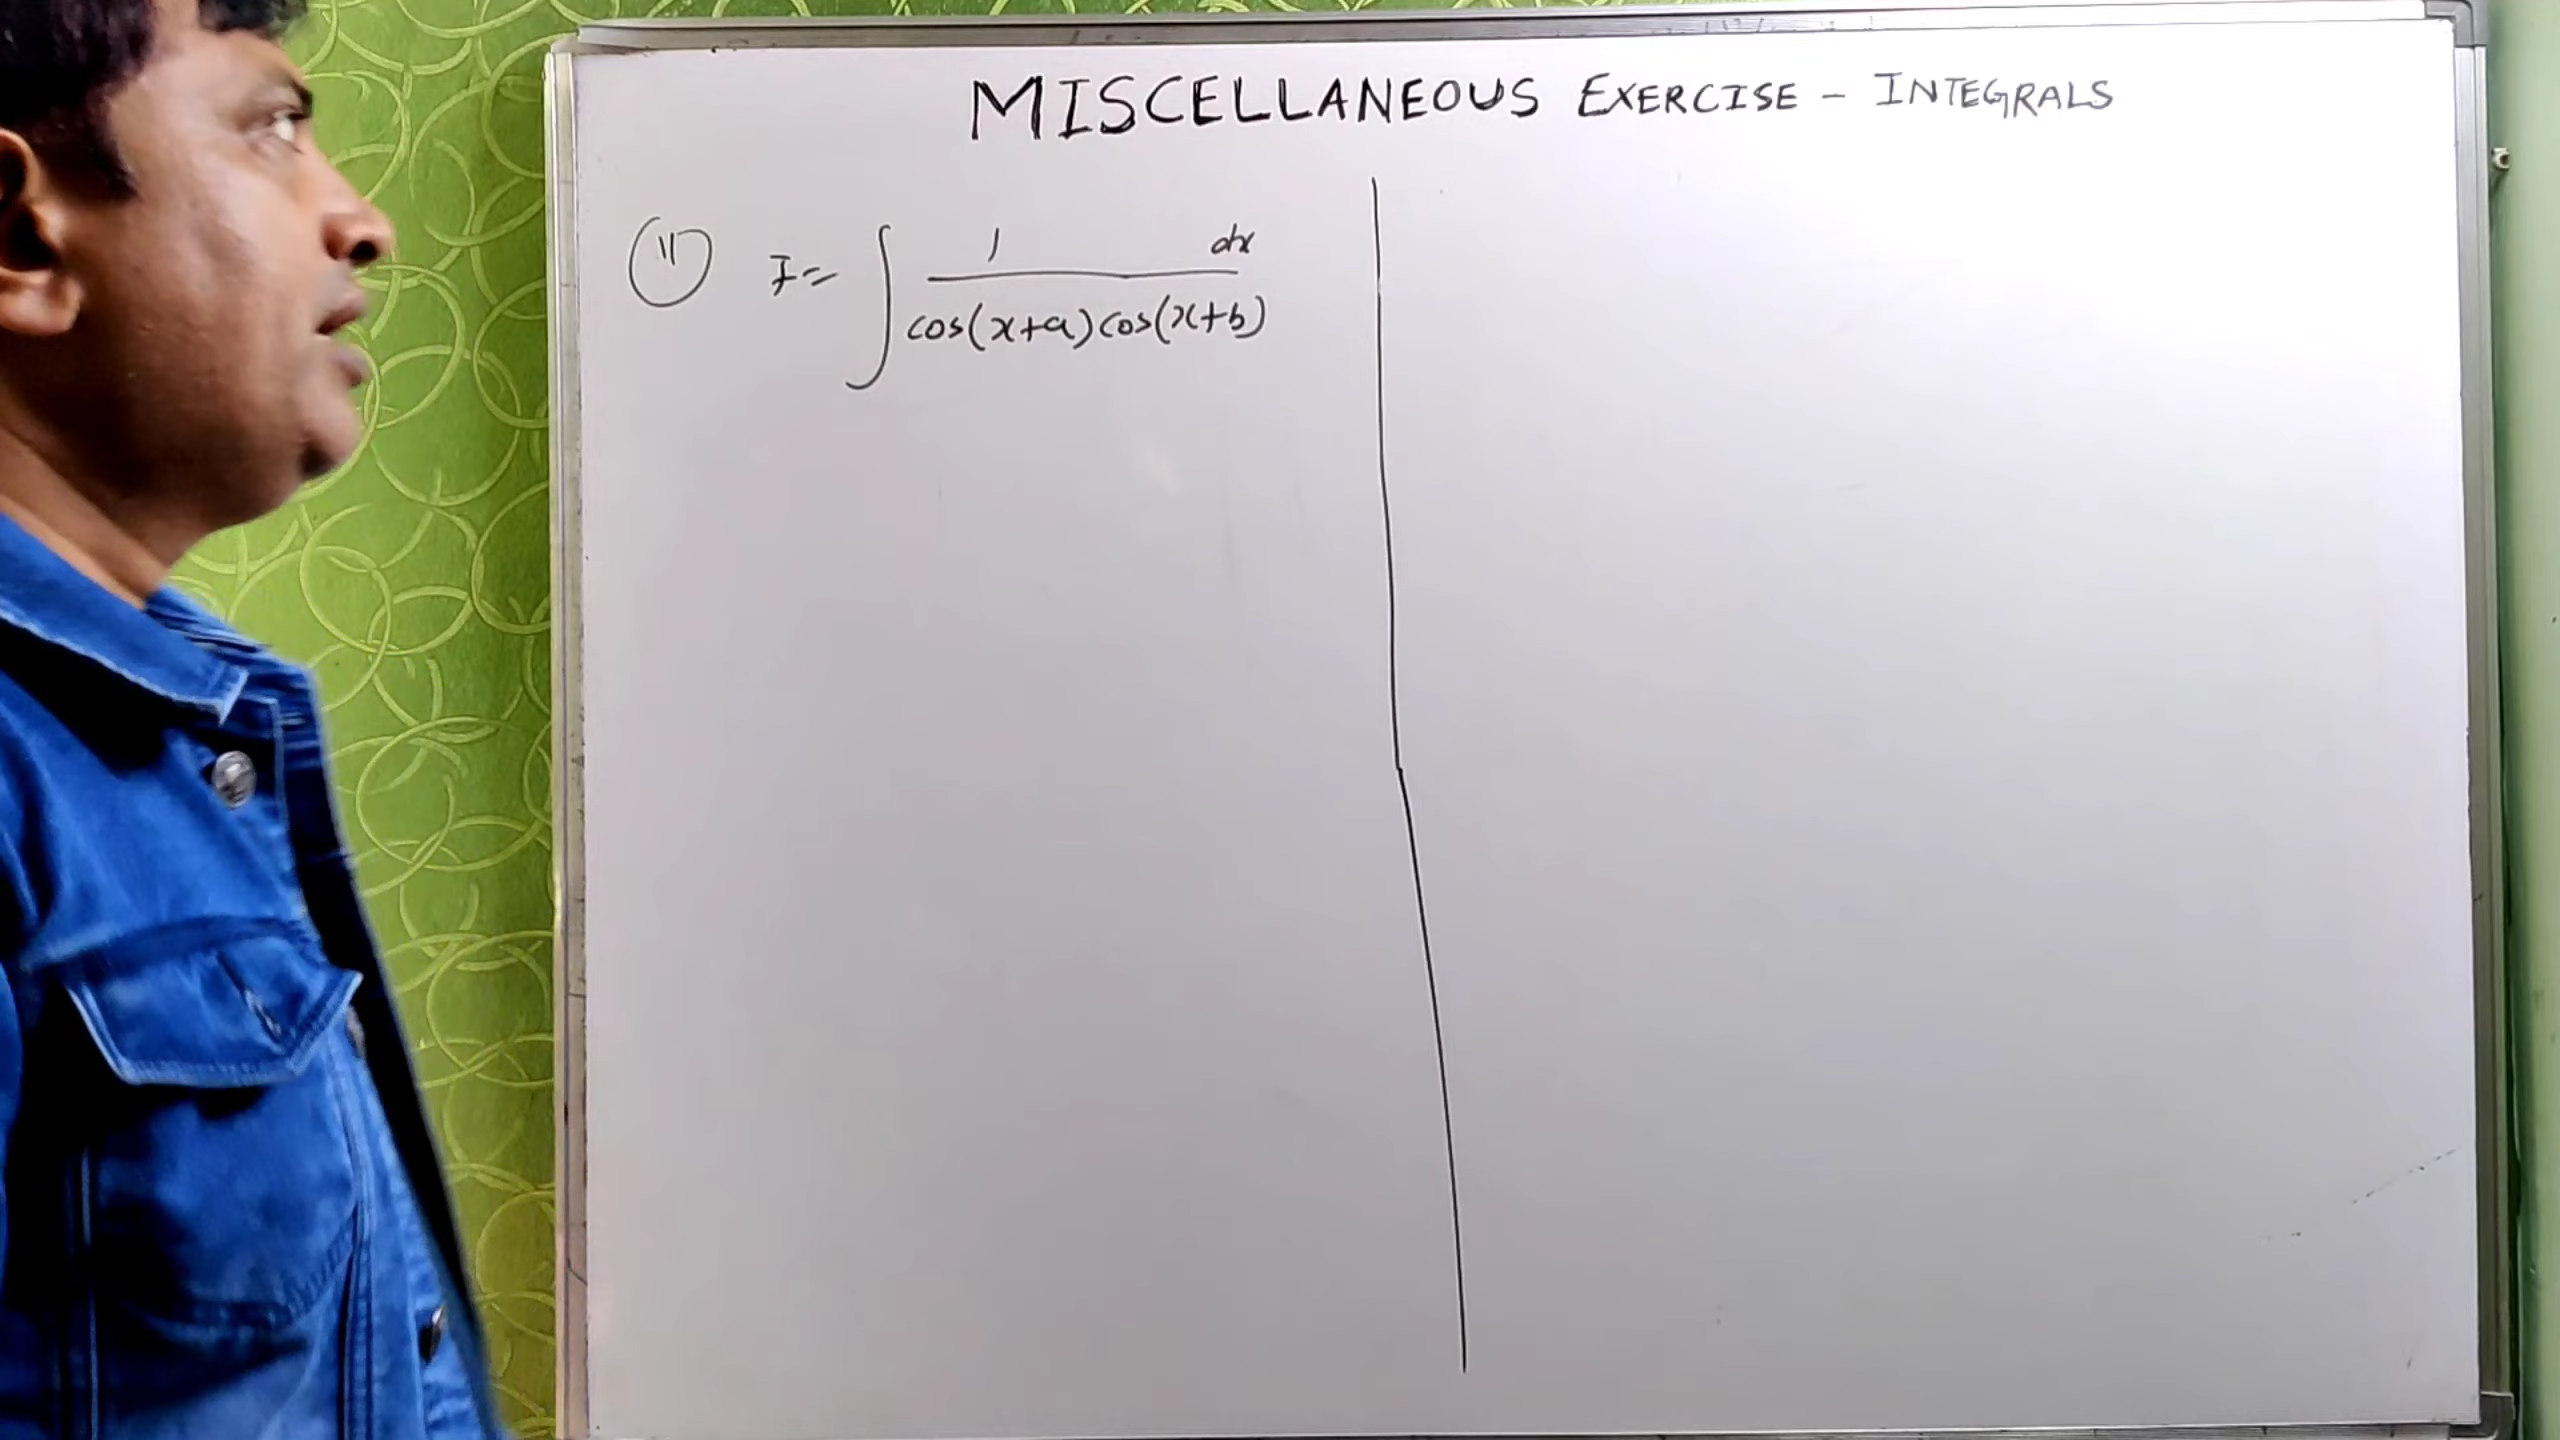 MISCELLANEOUS EXERCISE - INTEGRALS
11 I = ∫ 1 dx
cos(x+a) cos(x+b)